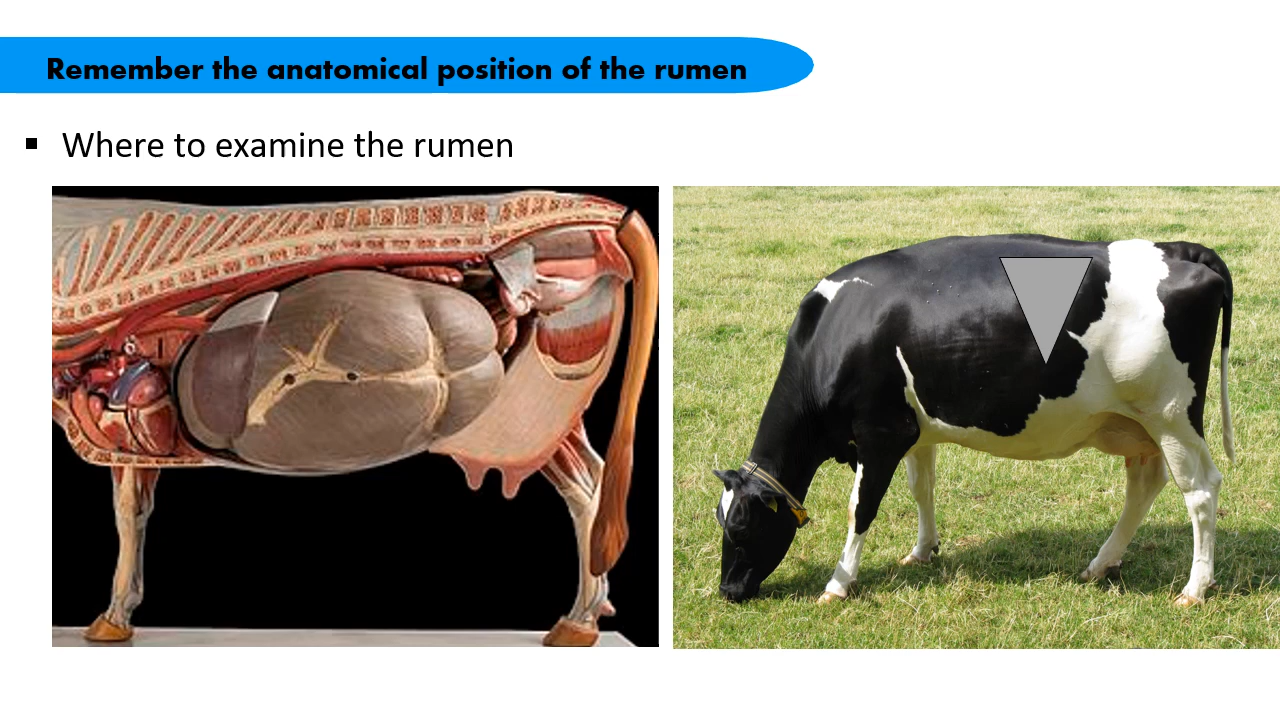 Remember the anatomical position of the rumen
Where to examine the rumen